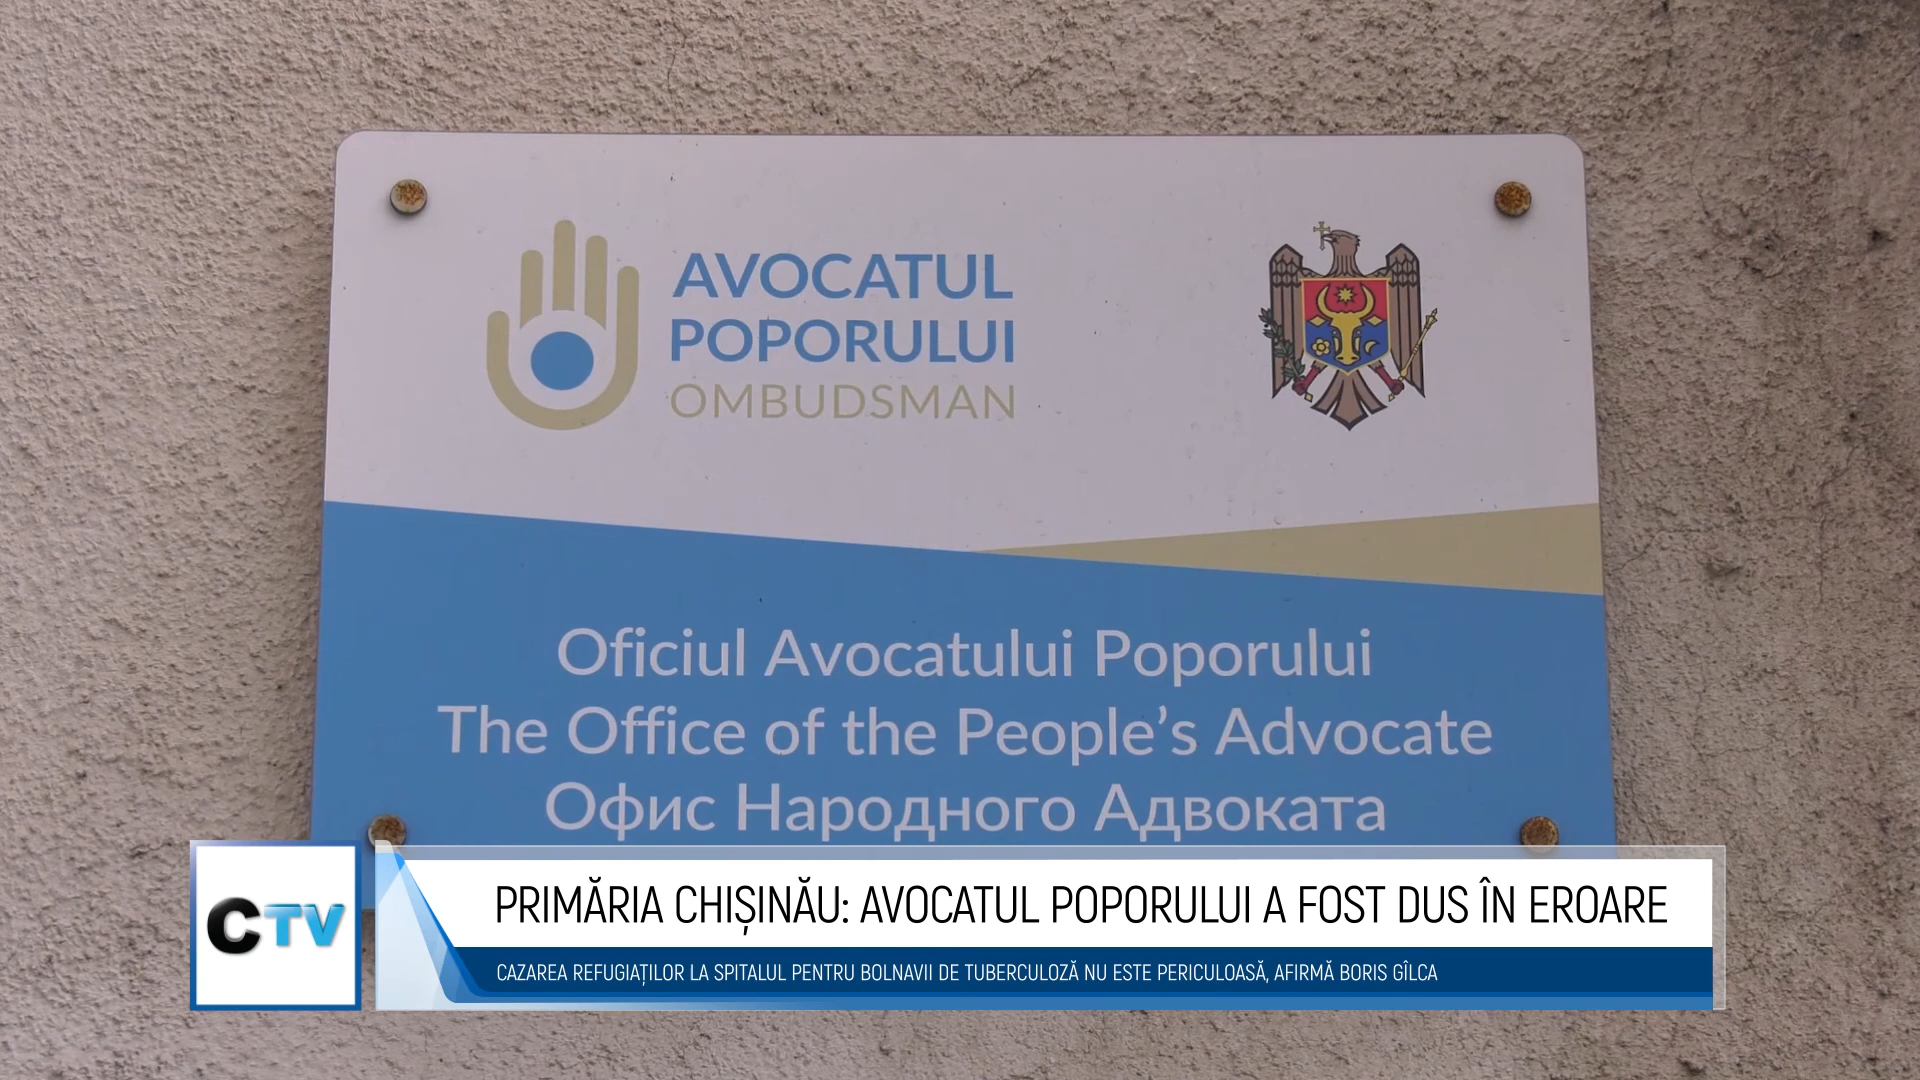 AVOCATUL
POPORULUI
OMBUDSMAN
Oficiul Avocatului Poporului
The Office of the People’s Advocate
Офис Народного Адвоката
CTV
PRIMĂRIA CHIȘINĂU: AVOCATUL POPORULUI A FOST DUS ÎN EROARE
CAZAREA REFUGIAȚILOR LA SPITALUL PENTRU BOLNAVII DE TUBERCULOZĂ NU ESTE PERICULOASĂ, AFIRMĂ BORIS GÎLCA